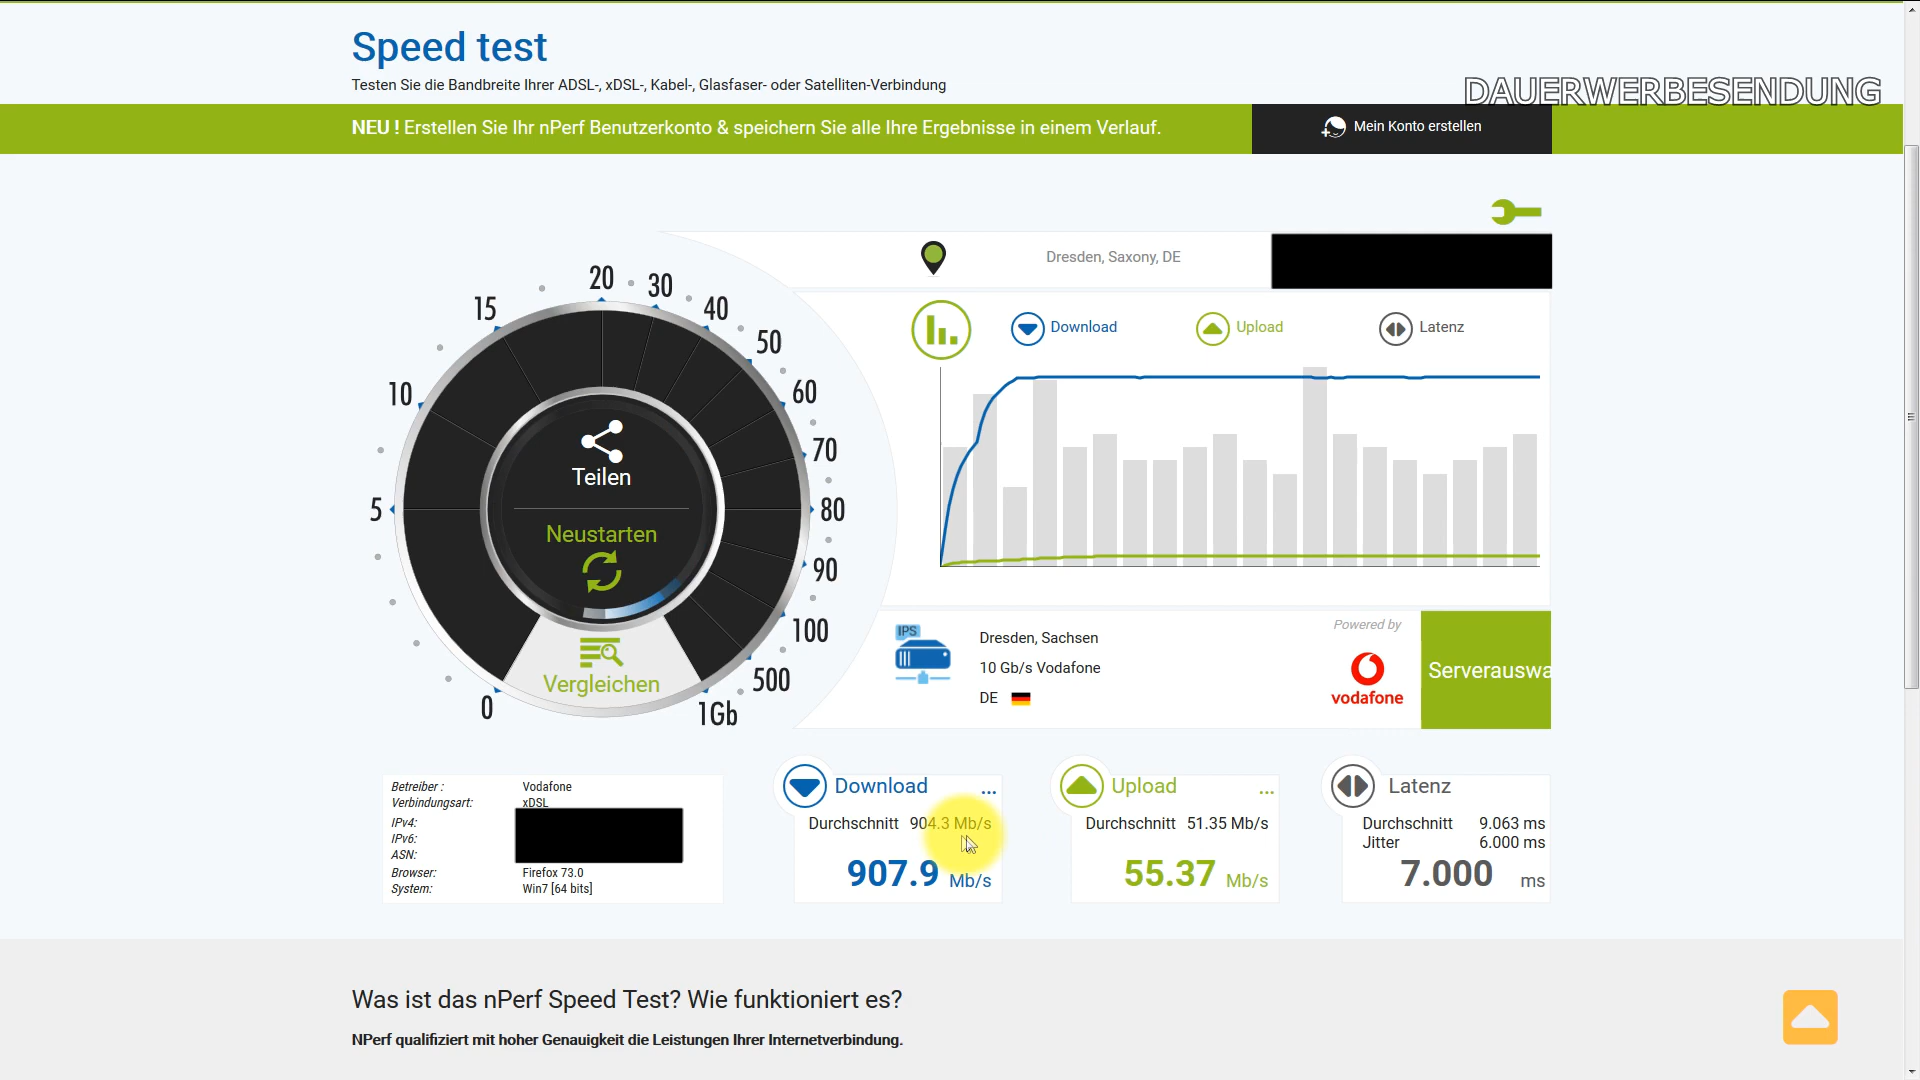 Speed test
Testen Sie die Bandbreite Ihrer ADSL-, xDSL-, Kabel-, Glasfaser- oder Satelliten-Verbindung
DAUERWERBESENDUNG
NEU ! Erstellen Sie Ihr nPerf Benutzerkonto & speichern Sie alle Ihre Ergebnisse in einem Verlauf.
Mein Konto erstellen
Dresden, Saxony, DE
Download
Upload
Latenz
0
5
10
15
20
30
40
50
60
70
80
90
100
500
1Gb
Teilen
Neustarten
Vergleichen
IPS
Dresden, Sachsen
10 Gb/s Vodafone
DE
Powered by
vodafone
Serverauswa
Betreiber : Vodafone
Verbindungsart: xDSL
IPv4:
IPv6:
ASN:
Browser: Firefox 73.0
System: Win7 [64 bits]
Download ...
Durchschnitt 904.3 Mb/s
907.9 Mb/s
Upload ...
Durchschnitt 51.35 Mb/s
55.37 Mb/s
Latenz
Durchschnitt 9.063 ms
Jitter 6.000 ms
7.000 ms
Was ist das nPerf Speed Test? Wie funktioniert es?
NPerf qualifiziert mit hoher Genauigkeit die Leistungen Ihrer Internetverbindung.